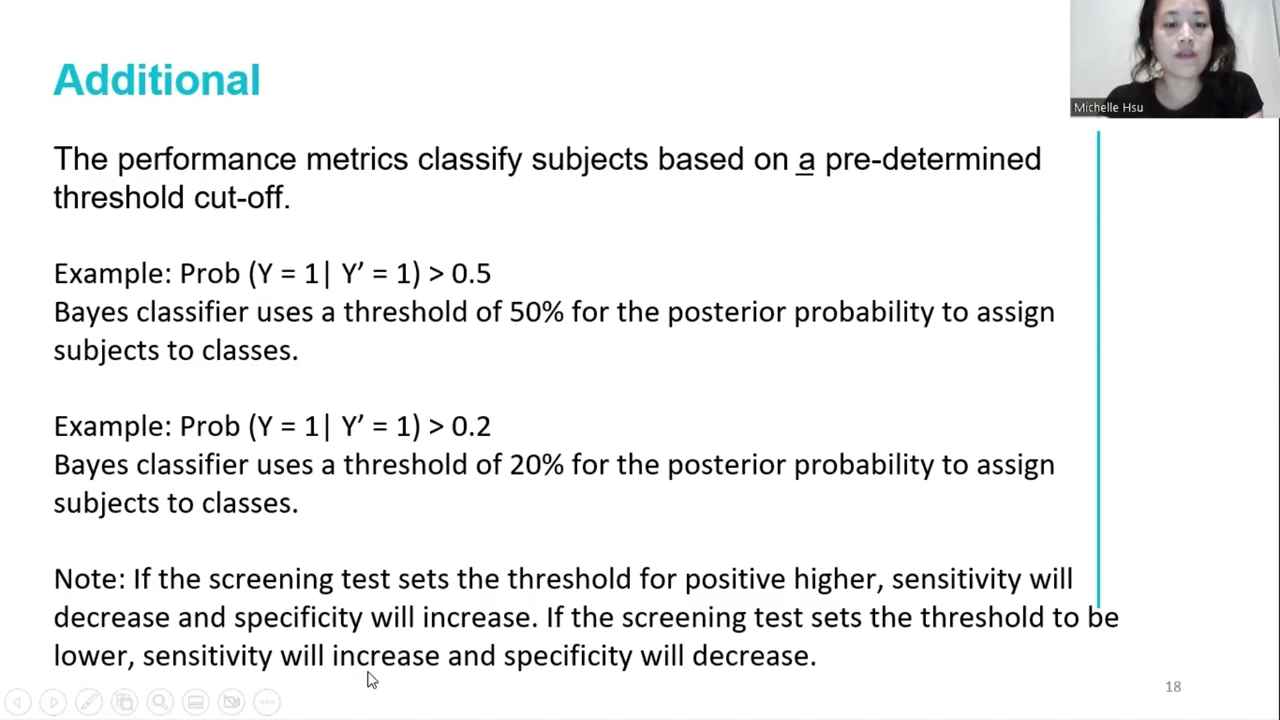 Additional
Michelle Hsu
The performance metrics classify subjects based on a pre-determined
threshold cut-off.
Example: Prob (Y = 1| Y’ = 1) > 0.5
Bayes classifier uses a threshold of 50% for the posterior probability to assign
subjects to classes.
Example: Prob (Y = 1| Y’ = 1) > 0.2
Bayes classifier uses a threshold of 20% for the posterior probability to assign
subjects to classes.
Note: If the screening test sets the threshold for positive higher, sensitivity will
decrease and specificity will increase. If the screening test sets the threshold to be
lower, sensitivity will increase and specificity will decrease.
18